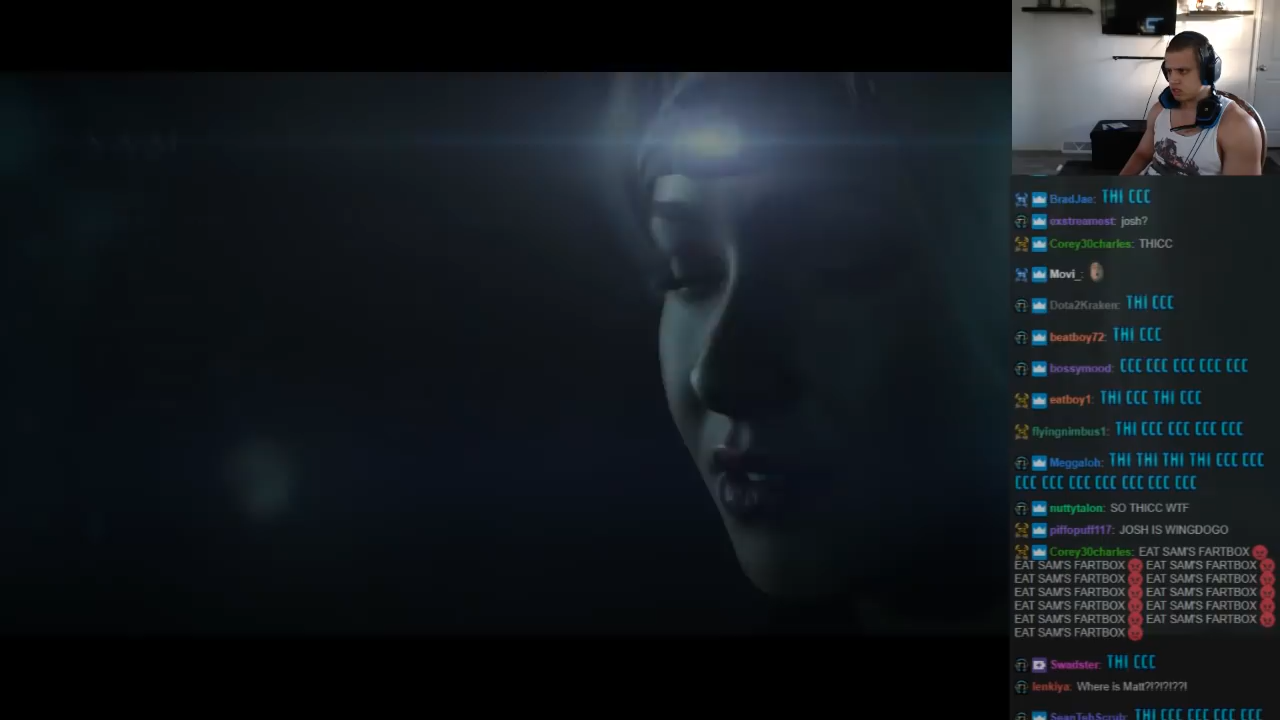 BradJae: THI CCC
exstreamest: josh?
Corey30charles: THICC
Movi_:
Dota2Kraken: THI CCC
beatboy72: THI CCC
bossymood: CCC CCC CCC CCC CCC
eatboy1: THI CCC THI CCC
flyingnimbus1: THI CCC CCC CCC CCC
Meggaloh: THI THI THI THI CCC CCC
CCC CCC CCC CCC CCC CCC CCC
nuttytalon: SO THICC WTF
piffopuff117: JOSH IS WINGDOGO
Corey30charles: EAT SAM'S FARTBOX
EAT SAM'S FARTBOX EAT SAM'S FARTBOX
EAT SAM'S FARTBOX EAT SAM'S FARTBOX
EAT SAM'S FARTBOX EAT SAM'S FARTBOX
EAT SAM'S FARTBOX EAT SAM'S FARTBOX
EAT SAM'S FARTBOX EAT SAM'S FARTBOX
EAT SAM'S FARTBOX
Swadster: THI CCC
lenkiya: Where is Matt?!?!?!??!
SeanTehScrub: THI CCC CCC CCC CCC